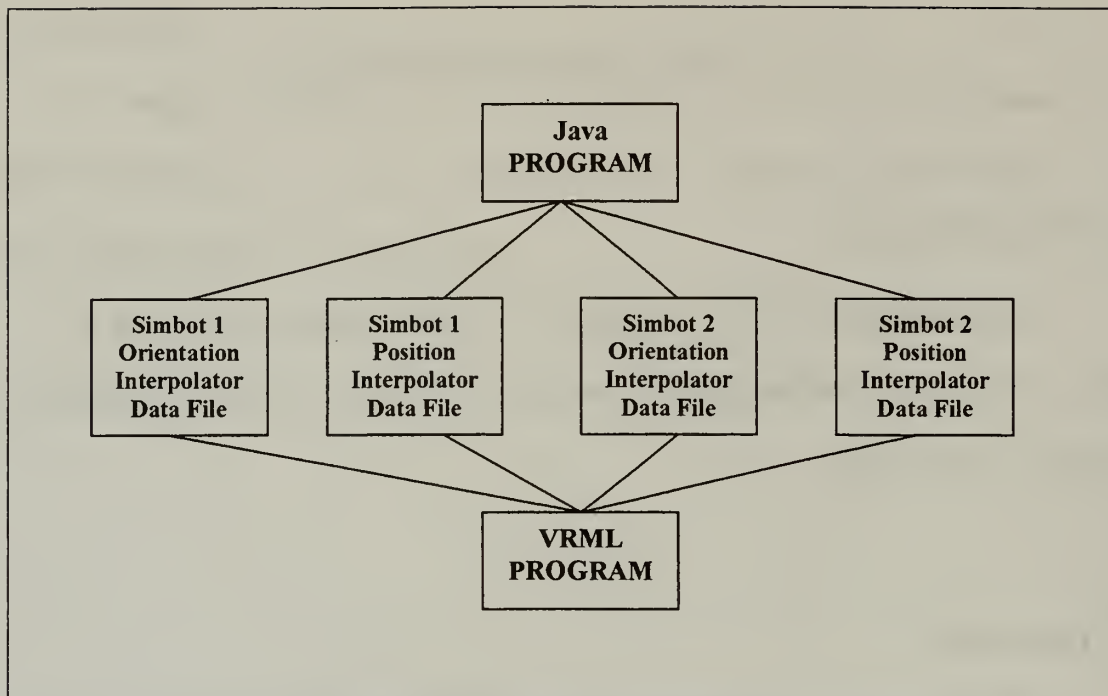 Java
PROGRAM
Simbot 1
Orientation
Interpolator
Data File
Simbot 1
Position
Interpolator
Data File
Simbot 2
Orientation
Interpolator
Data File
Simbot 2
Position
Interpolator
Data File
VRML
PROGRAM